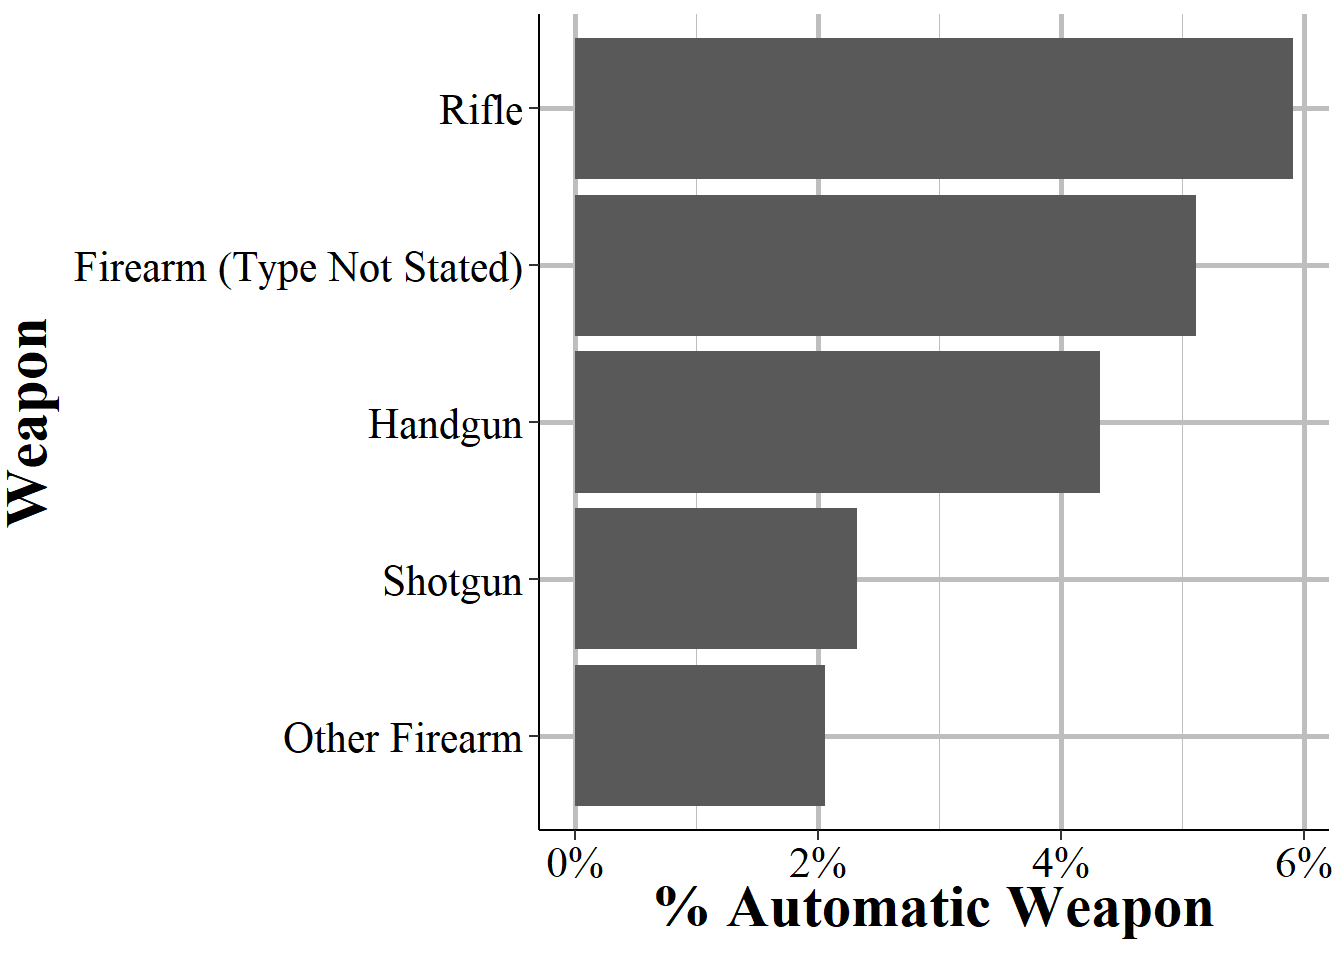 Weapon
Rifle
Firearm (Type Not Stated)
Handgun
Shotgun
Other Firearm
0% 2% 4% 6%
% Automatic Weapon